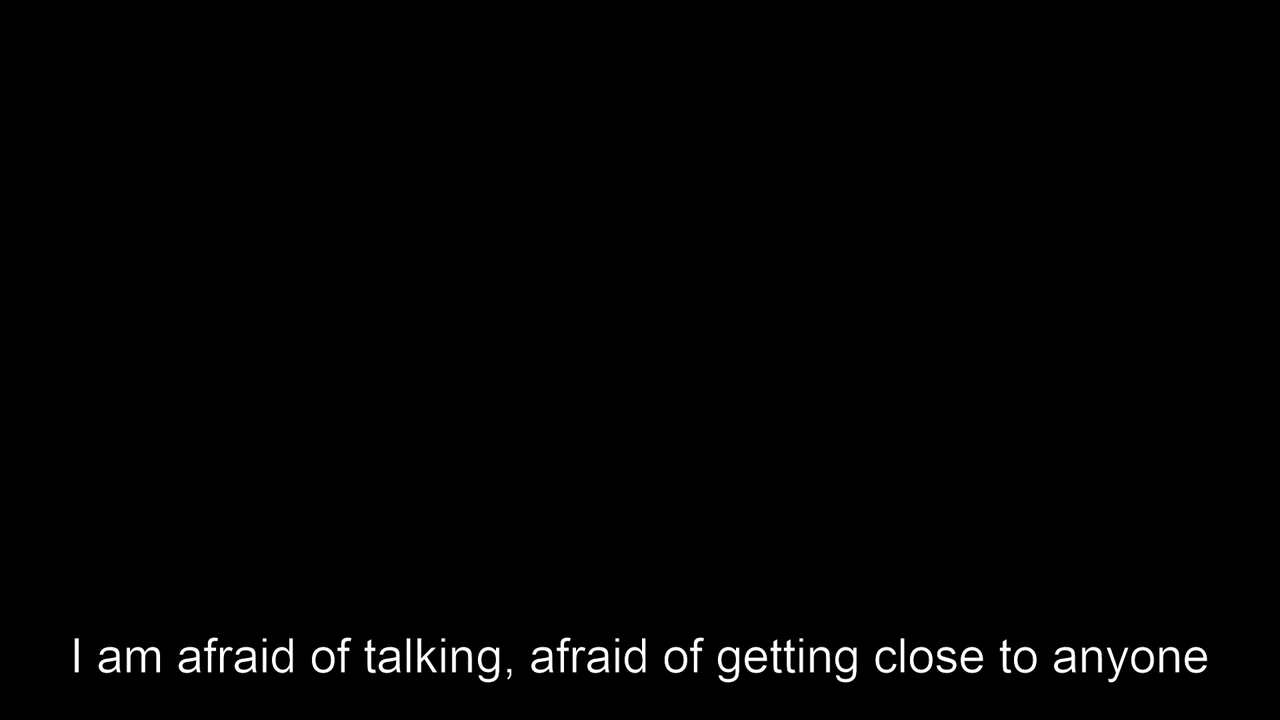 I am afraid of talking, afraid of getting close to anyone